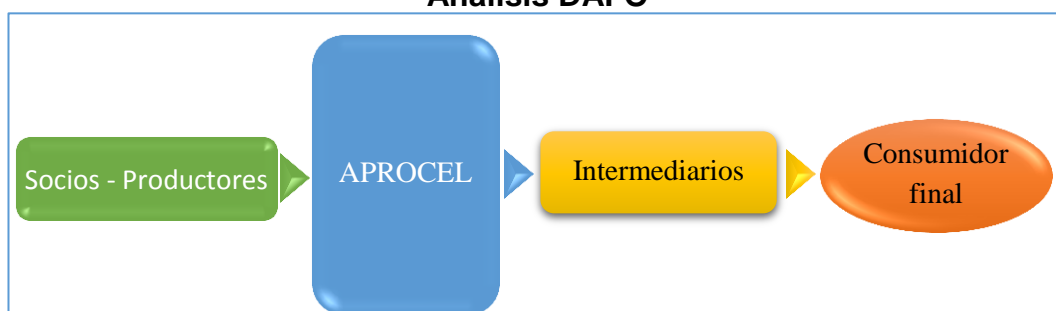 Análisis DAFO
Socios - Productores
APROCEL
Intermediarios
Consumidor
final